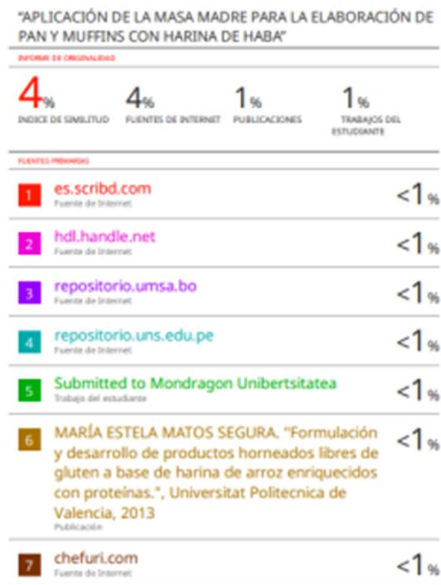 "APLICACIÓN DE LA MASA MADRE PARA LA ELABORACIÓN DE
PAN Y MUFFINS CON HARINA DE HABA"
INFORME DE ORIGINALIDAD
4% 4% 1% 1%
INDICE DE SIMILITUD FUENTES DE INTERNET PUBLICACIONES TRABAJOS DEL
ESTUDIANTE
FUENTES PRIMARIAS
1 es.scribd.com <1%
Fuente de Internet
2 hdl.handle.net <1%
Fuente de Internet
3 repositorio.umsa.bo <1%
Fuente de Internet
4 repositorio.uns.edu.pe <1%
Fuente de Internet
5 Submitted to Mondragon Unibertsitatea <1%
Trabajo del estudiante
6 MARÍA ESTELA MATOS SEGURA. "Formulación <1%
y desarrollo de productos horneados libres de
gluten a base de harina de arroz enriquecidos
con proteínas.", Universitat Politecnica de
Valencia, 2013
Publicación
7 chefuri.com <1%
Fuente de Internet